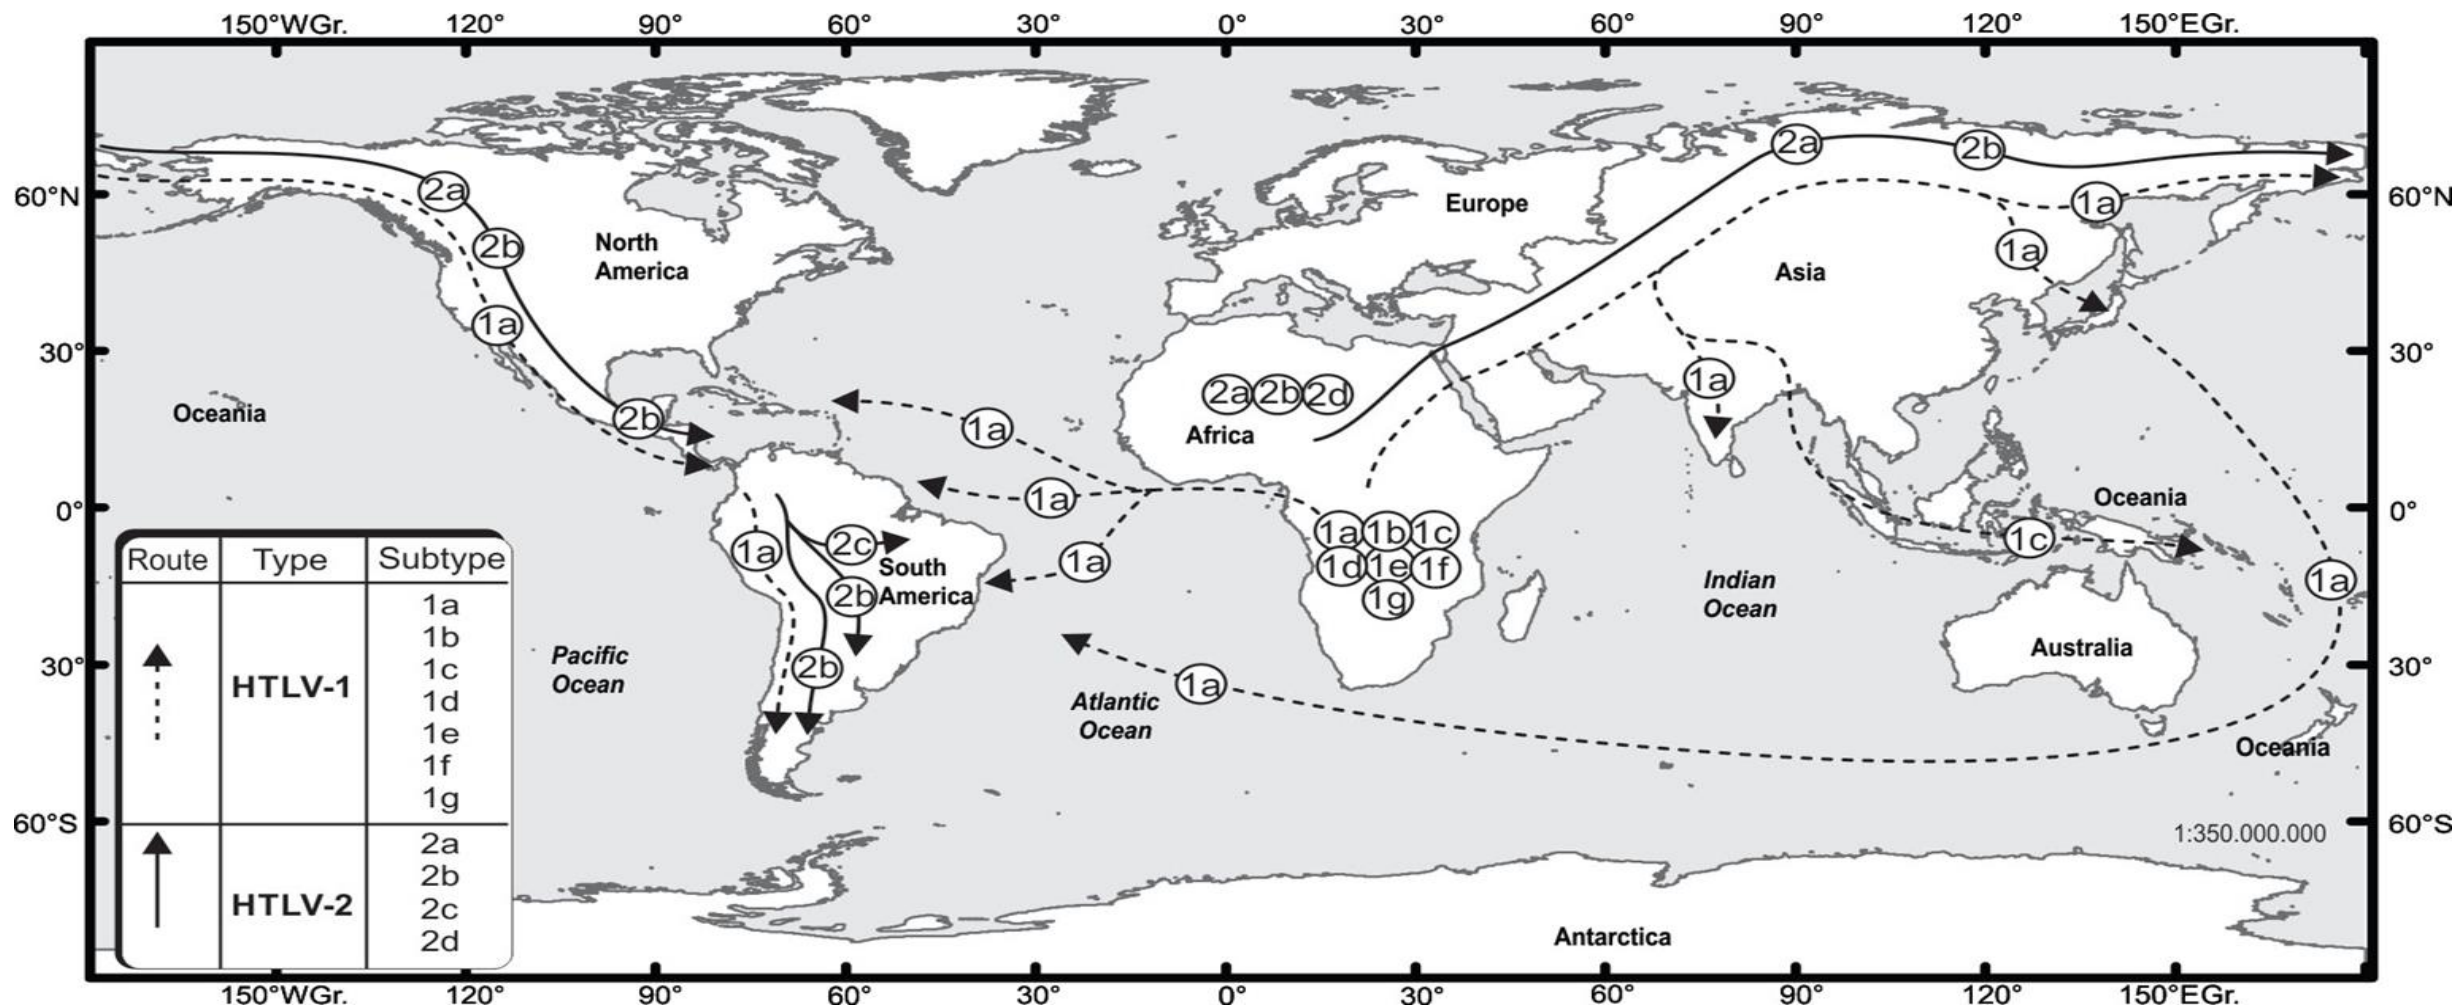 150°WGr. 120° 90° 60° 30° 0° 30° 60° 90° 120° 150°EGr.
2a 2b
60°N 2a 1a 60°N
Europe
North
America
2b 1a
Asia
1a
30° 30°
1a
2a 2b 2d
Oceania 2b
1a Africa
1a Oceania
0° 0°
1a 1b 1c
1a 2c 1a 1c
1d 1e 1f
South
America
2b 1g
Indian
Ocean
1a
Australia
Pacific
Ocean
30° 2b 1a 30°
Atlantic
Ocean
Oceania
60°S 60°S
1:350.000.000
Antarctica
Route Type Subtype
HTLV-1
1a
1b
1c
1d
1e
1f
1g
HTLV-2
2a
2b
2c
2d
150°WGr. 120° 90° 60° 30° 0° 30° 60° 90° 120° 150°EGr.